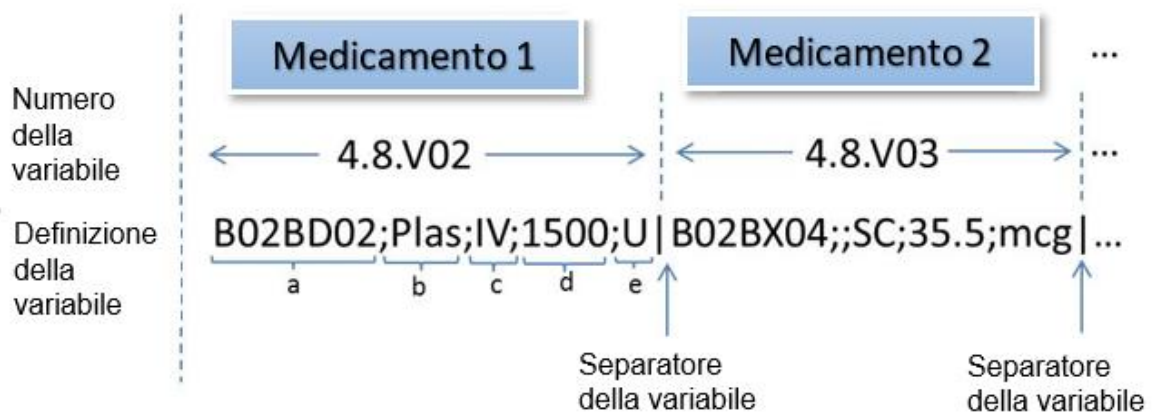 Medicamento 1
Medicamento 2
...
Numero
della
variabile
4.8.V02
4.8.V03
...
Definizione
della
variabile
B02BD02;Plas;IV;1500;U|B02BX04;;SC;35.5;mcg|...
a
b
c
d
e
Separatore
della variabile
Separatore
della variabile